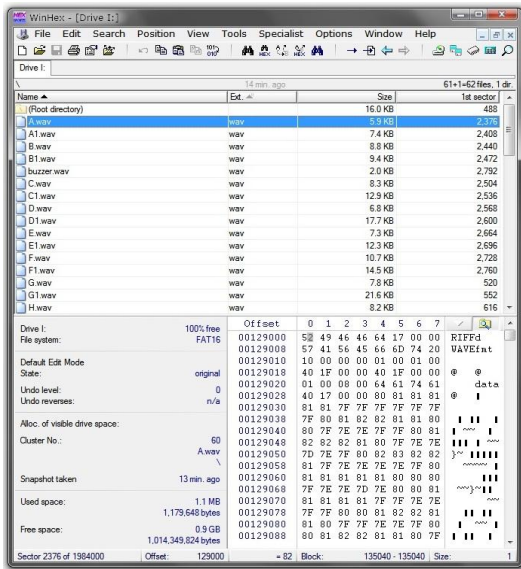 WinHex - [Drive I:]
File Edit Search Position View Tools Specialist Options Window Help
Drive I:
\ 14 min. ago 61+1=62 files, 1 dir.
Name Ext. Size 1st sector
(Root directory) 16.0 KB 488
A.wav wav 5.9 KB 2,376
A1.wav wav 7.4 KB 2,408
B.wav wav 8.8 KB 2,440
B1.wav wav 9.4 KB 2,472
buzzer.wav wav 2.0 KB 2,792
C.wav wav 8.3 KB 2,504
C1.wav wav 12.9 KB 2,536
D.wav wav 6.8 KB 2,568
D1.wav wav 17.7 KB 2,600
E.wav wav 7.3 KB 2,664
E1.wav wav 12.3 KB 2,696
F.wav wav 10.7 KB 2,728
F1.wav wav 14.5 KB 2,760
G.wav wav 7.8 KB 520
G1.wav wav 21.6 KB 552
H.wav wav 8.2 KB 616
Drive I: 100% free
File system: FAT16
Default Edit Mode
State: original
Undo level: 0
Undo reverses: n/a
Alloc. of visible drive space:
Cluster No.: 60
A.wav
\
Snapshot taken 13 min. ago
Used space: 1.1 MB
1,179,648 bytes
Free space: 0.9 GB
1,014,349,824 bytes
Offset 0 1 2 3 4 5 6 7
00129000 52 49 46 46 64 17 00 00 RIFFd
00129008 57 41 56 45 66 6D 74 20 WAVEfmt
00129010 10 00 00 00 01 00 01 00
00129018 40 1F 00 00 40 1F 00 00 @ @
00129020 01 00 08 00 64 61 74 61 data
00129028 40 17 00 00 80 81 81 81 @
00129030 81 81 7F 7F 7F 7F 7F 7F
00129038 7F 80 81 82 82 81 81 80
00129040 80 7F 7E 7E 7F 7F 80 81
00129048 82 82 82 81 80 7F 7E 7E
00129050 7D 7E 7F 80 82 83 82 82
00129058 81 7F 7E 7E 7E 7E 7F 80
00129060 81 81 81 81 81 80 80 80
00129068 7F 7E 7E 7D 7E 80 80 81
00129070 81 81 81 81 7F 7F 7E 7E
00129078 7F 7F 80 80 81 82 82 81
00129080 81 80 7F 7F 7E 7E 7F 80
00129088 80 81 82 82 81 81 80 7F
Sector 2376 of 1984000 Offset: 129000 = 82 Block: 135040 - 135040 Size: 1